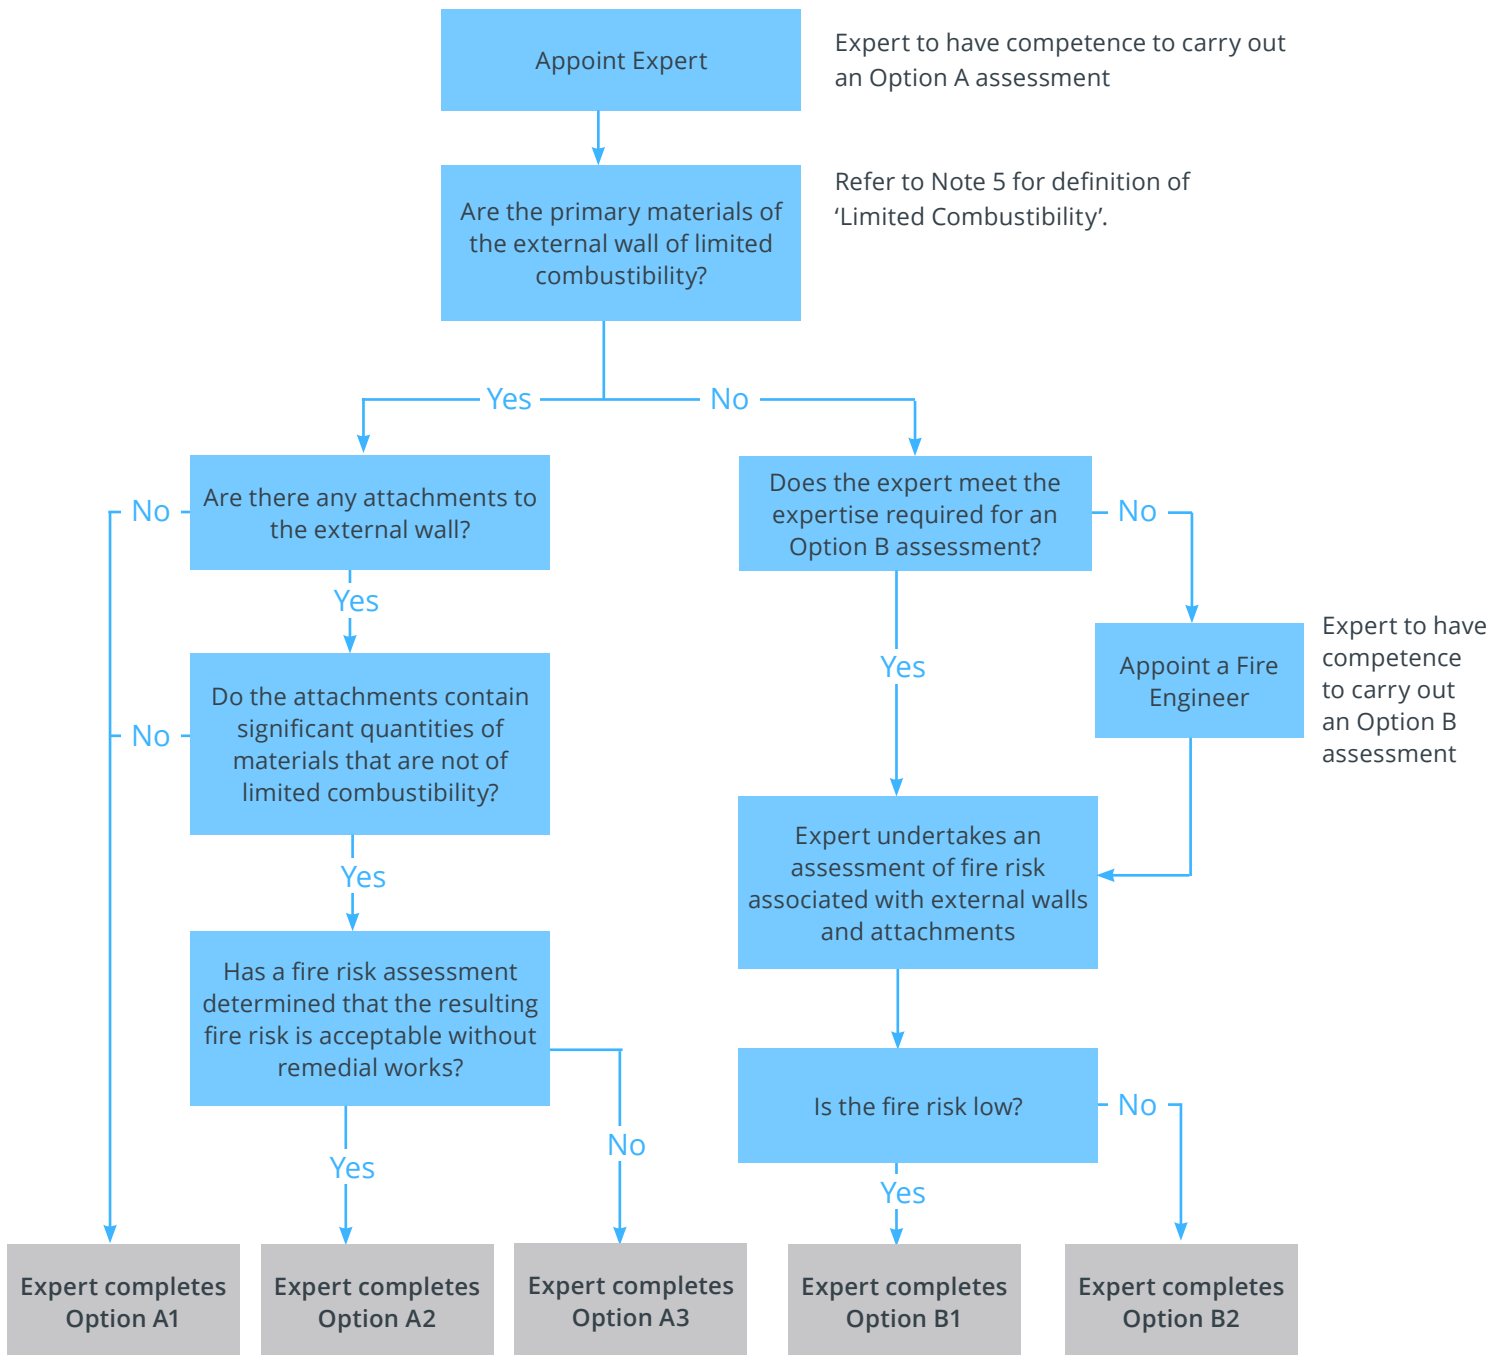 Appoint Expert
Expert to have competence to carry out
an Option A assessment
Are the primary materials of
the external wall of limited
combustibility?
Refer to Note 5 for definition of
‘Limited Combustibility’.
Yes
No
Are there any attachments to
the external wall?
No
Yes
Does the expert meet the
expertise required for an
Option B assessment?
No
Yes
Appoint a Fire
Engineer
Expert to have
competence
to carry out
an Option B
assessment
Do the attachments contain
significant quantities of
materials that are not of
limited combustibility?
No
Yes
Expert undertakes an
assessment of fire risk
associated with external walls
and attachments
Has a fire risk assessment
determined that the resulting
fire risk is acceptable without
remedial works?
Yes
No
Is the fire risk low?
No
Yes
Expert completes
Option A1
Expert completes
Option A2
Expert completes
Option A3
Expert completes
Option B1
Expert completes
Option B2